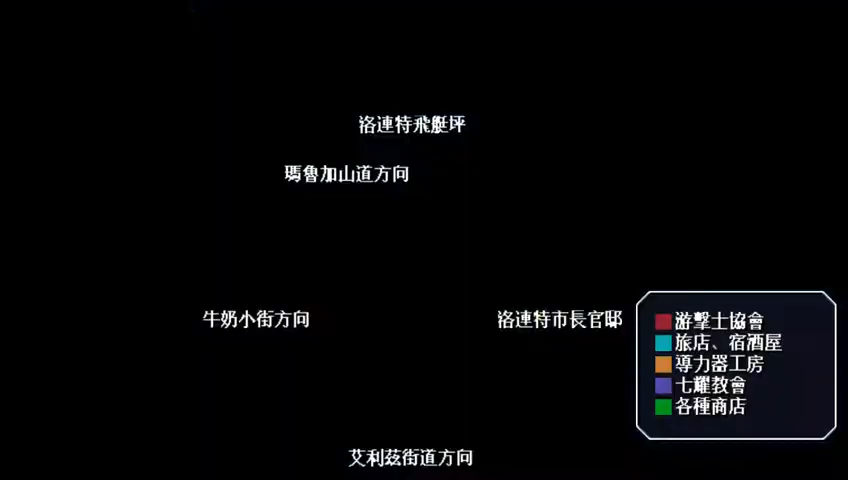 洛連特飛艇坪
瑪魯加山道方向
牛奶小街方向
洛連特市長官邸
游擊士協會
旅店、宿酒屋
導力器工房
七耀教會
各種商店
艾利茲街道方向